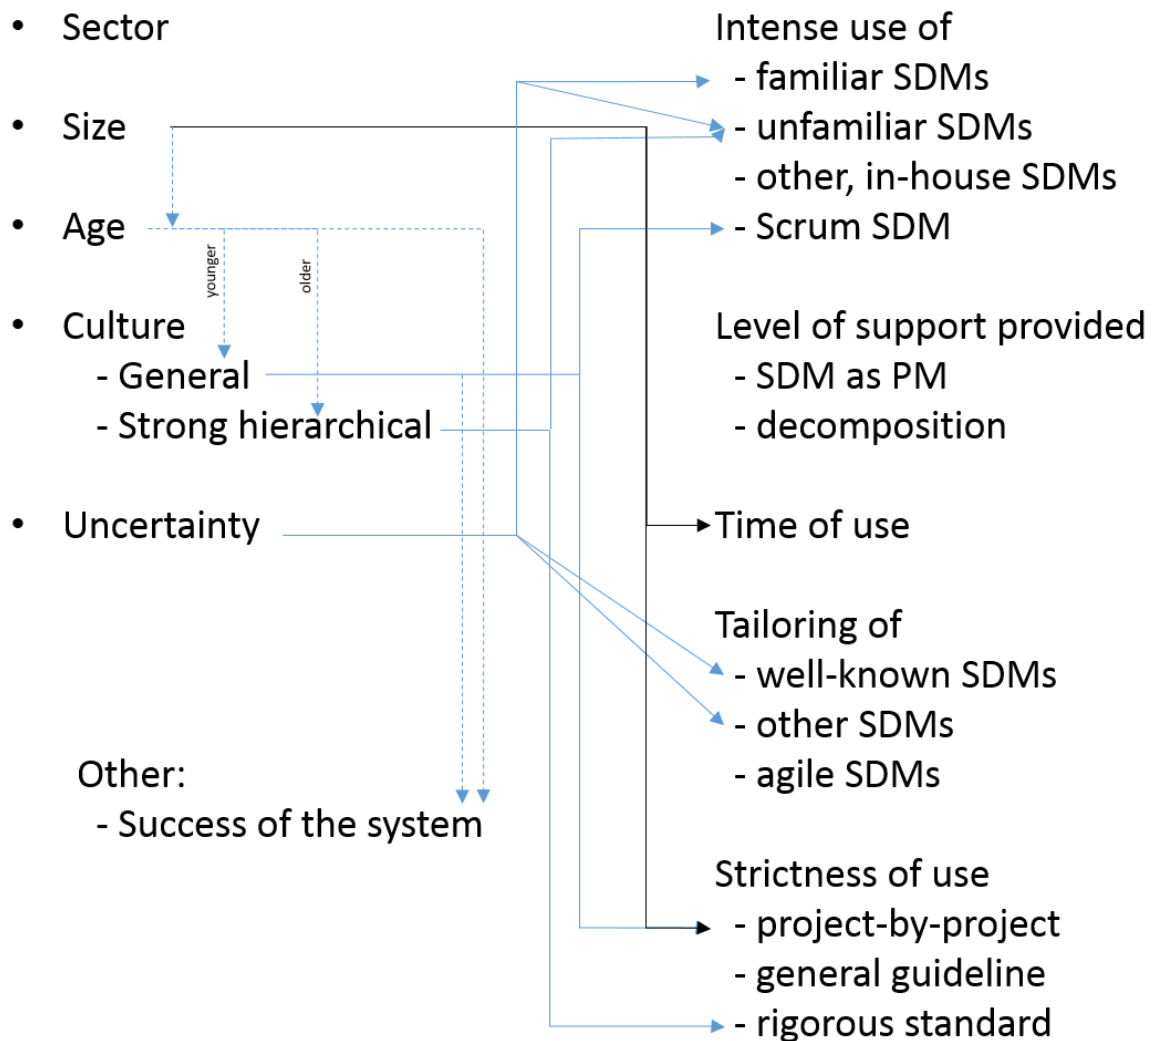 • Sector
• Size
• Age
younger
older
• Culture
- General
- Strong hierarchical
• Uncertainty
Other:
- Success of the system
Intense use of
- familiar SDMs
- unfamiliar SDMs
- other, in-house SDMs
- Scrum SDM
Level of support provided
- SDM as PM
- decomposition
Time of use
Tailoring of
- well-known SDMs
- other SDMs
- agile SDMs
Strictness of use
- project-by-project
- general guideline
- rigorous standard